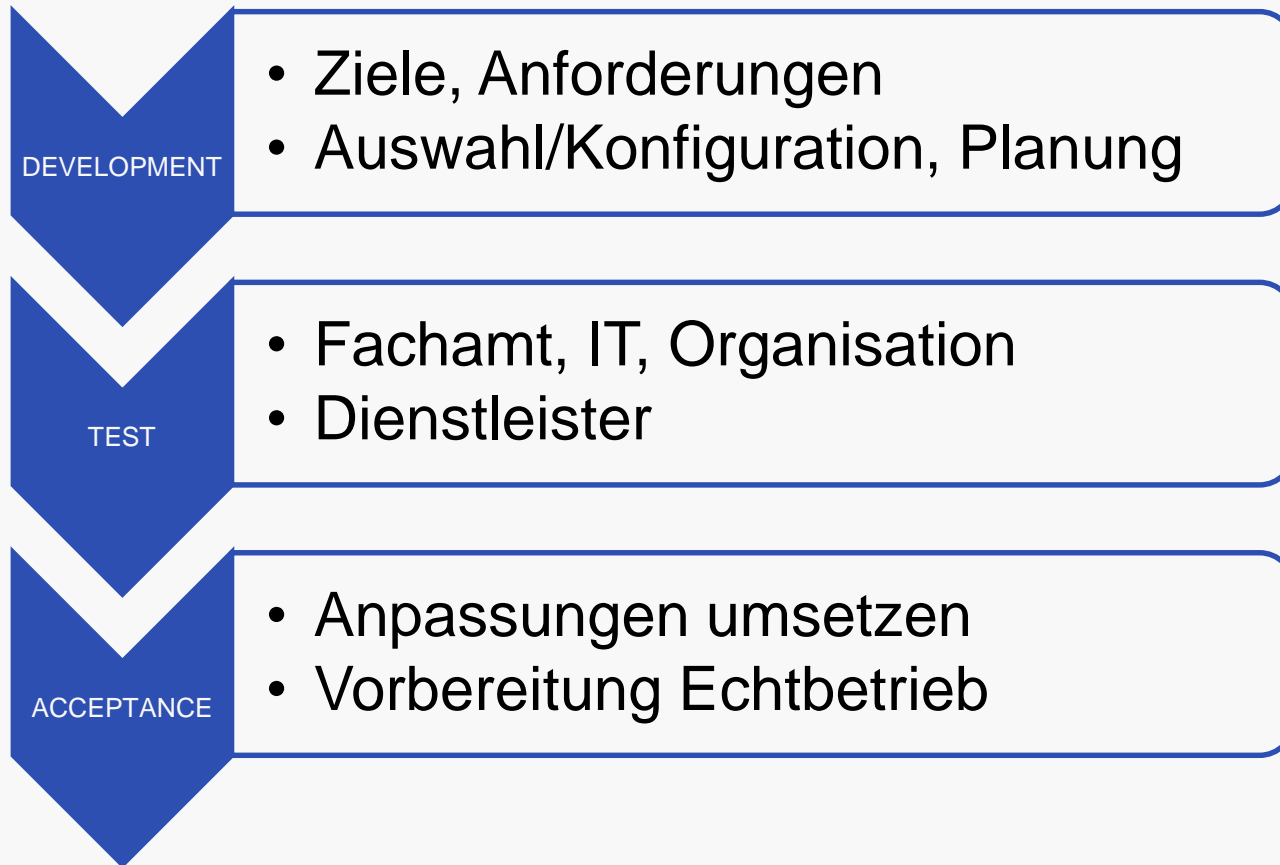 DEVELOPMENT
• Ziele, Anforderungen
• Auswahl/Konfiguration, Planung
TEST
• Fachamt, IT, Organisation
• Dienstleister
ACCEPTANCE
• Anpassungen umsetzen
• Vorbereitung Echtbetrieb